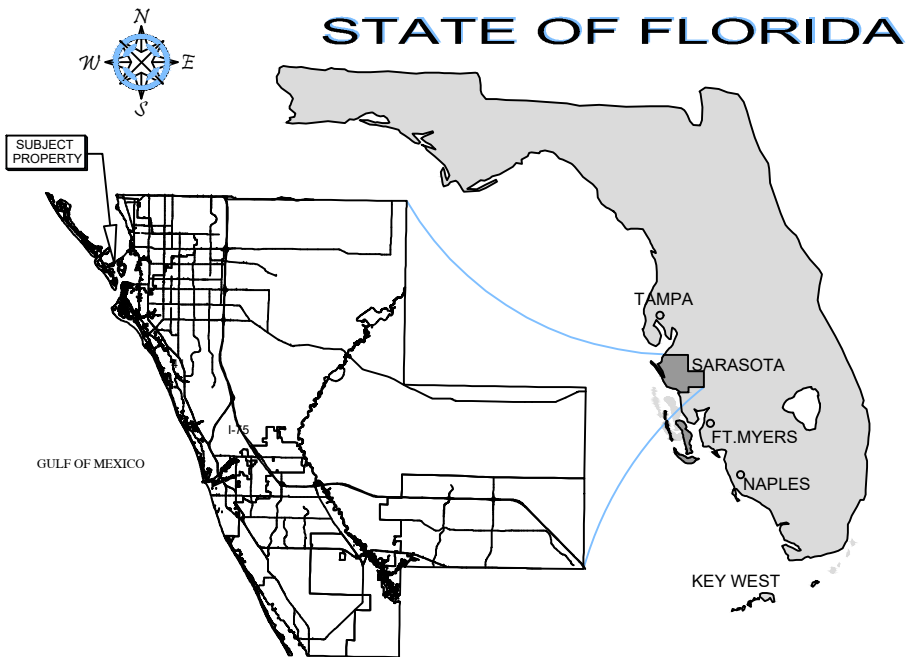 STATE OF FLORIDA
N
W E
S
SUBJECT
PROPERTY
TAMPA
SARASOTA
I-75
FT.MYERS
GULF OF MEXICO
NAPLES
KEY WEST